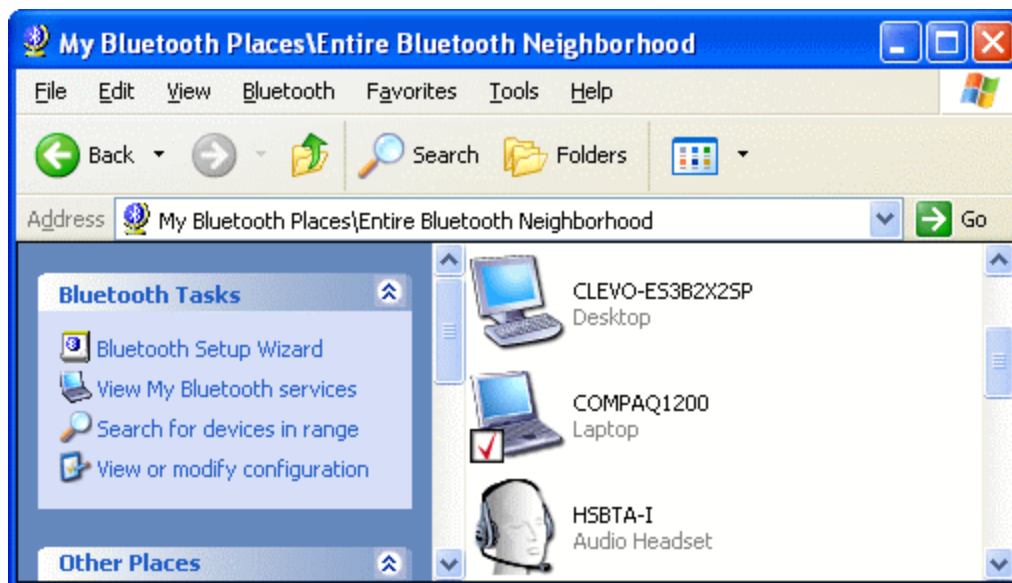 My Bluetooth Places\Entire Bluetooth Neighborhood
File Edit View Bluetooth Favorites Tools Help
Back Search Folders
Address My Bluetooth Places\Entire Bluetooth Neighborhood Go
Bluetooth Tasks
Bluetooth Setup Wizard
View My Bluetooth services
Search for devices in range
View or modify configuration
Other Places
CLEVO-ES3B2X2SP
Desktop
COMPAQ1200
Laptop
HSBTA-I
Audio Headset